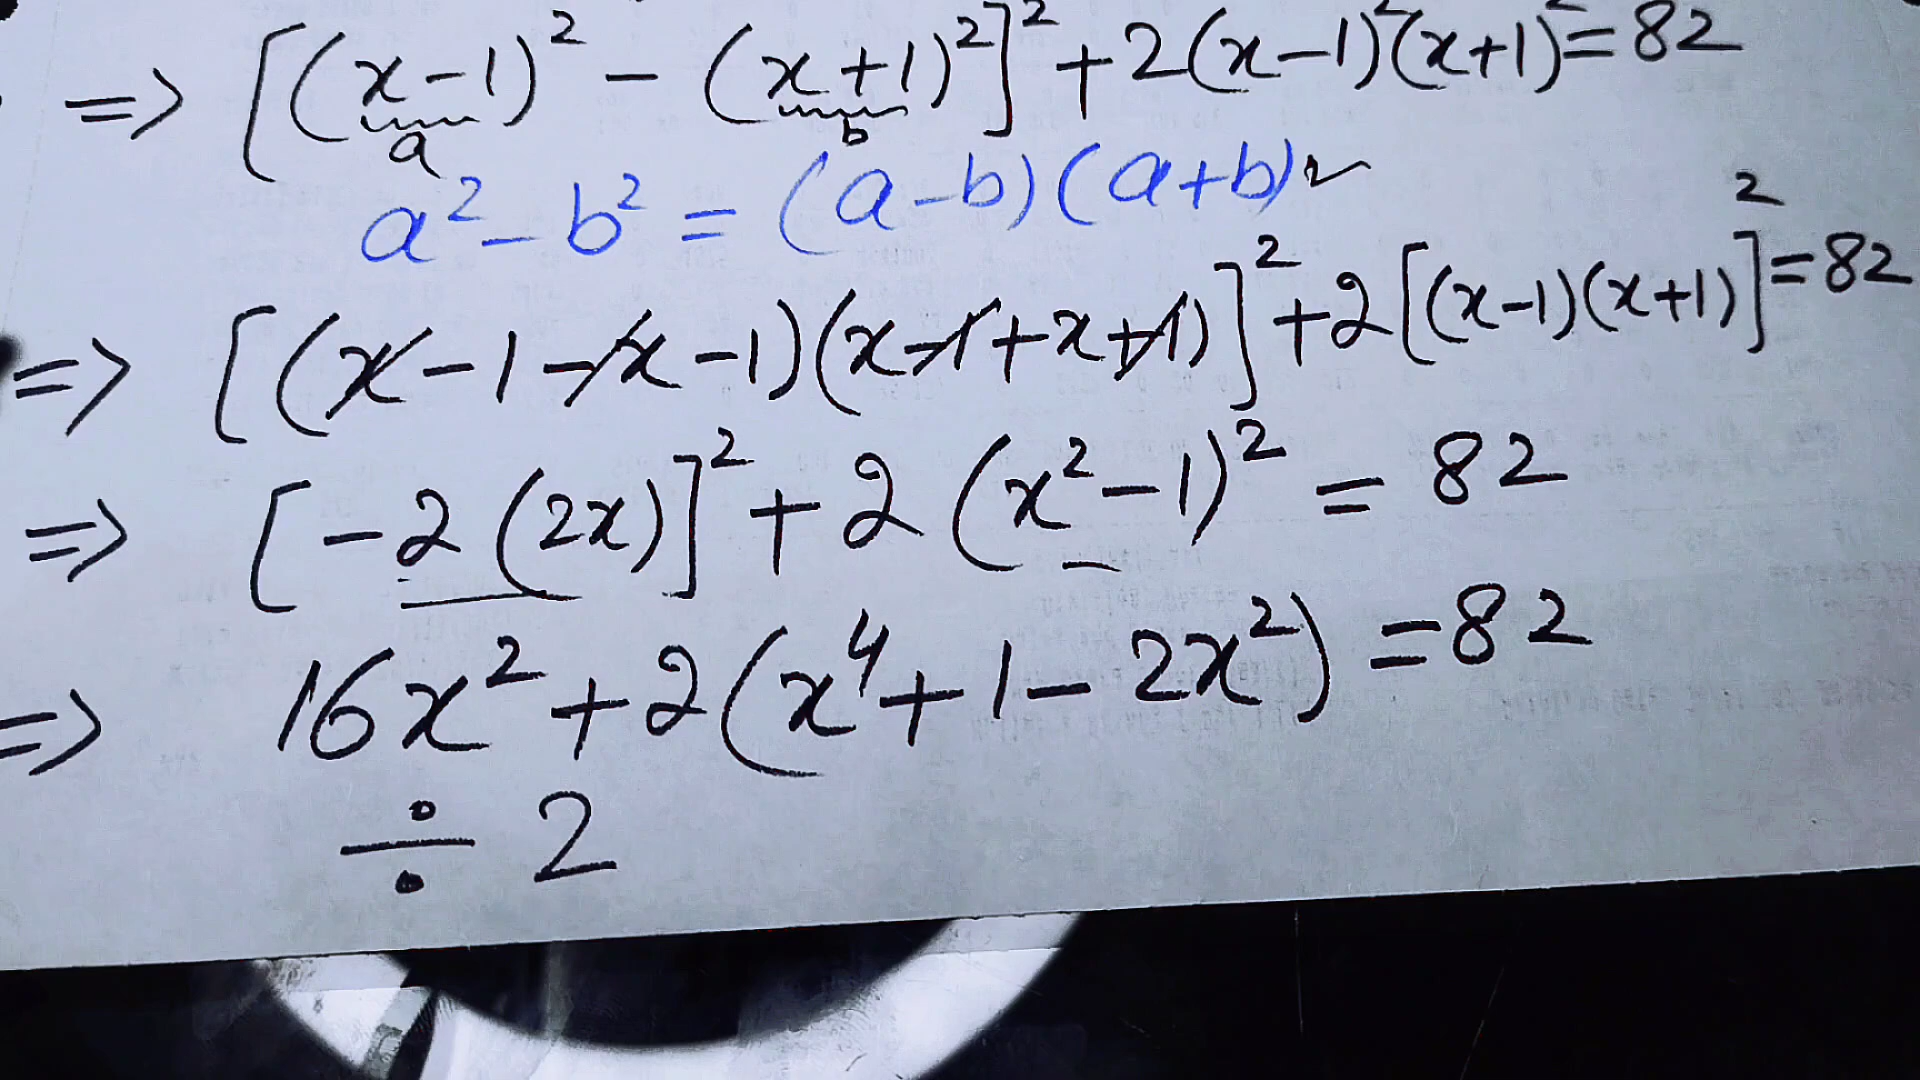 => [(x-1)² - (x+1)²]² + 2(x-1)²(x+1)² = 82
a b
a² - b² = (a-b)(a+b)
=> [(x-1-x-1)(x-1+x+1)]² + 2[(x-1)(x+1)]² = 82
=> [-2(2x)]² + 2(x²-1)² = 82
=> 16x² + 2(x⁴+1-2x²) = 82
÷ 2